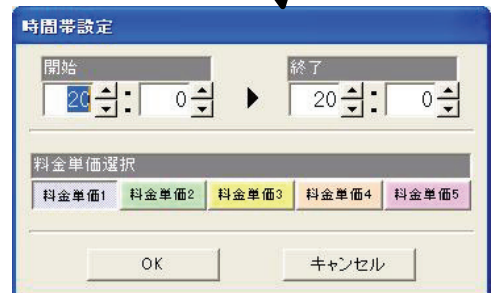 時間帯設定
開始 終了
20 : 0 ▶ 20 : 0
料金単価選択
料金単価1 料金単価2 料金単価3 料金単価4 料金単価5
OK キャンセル